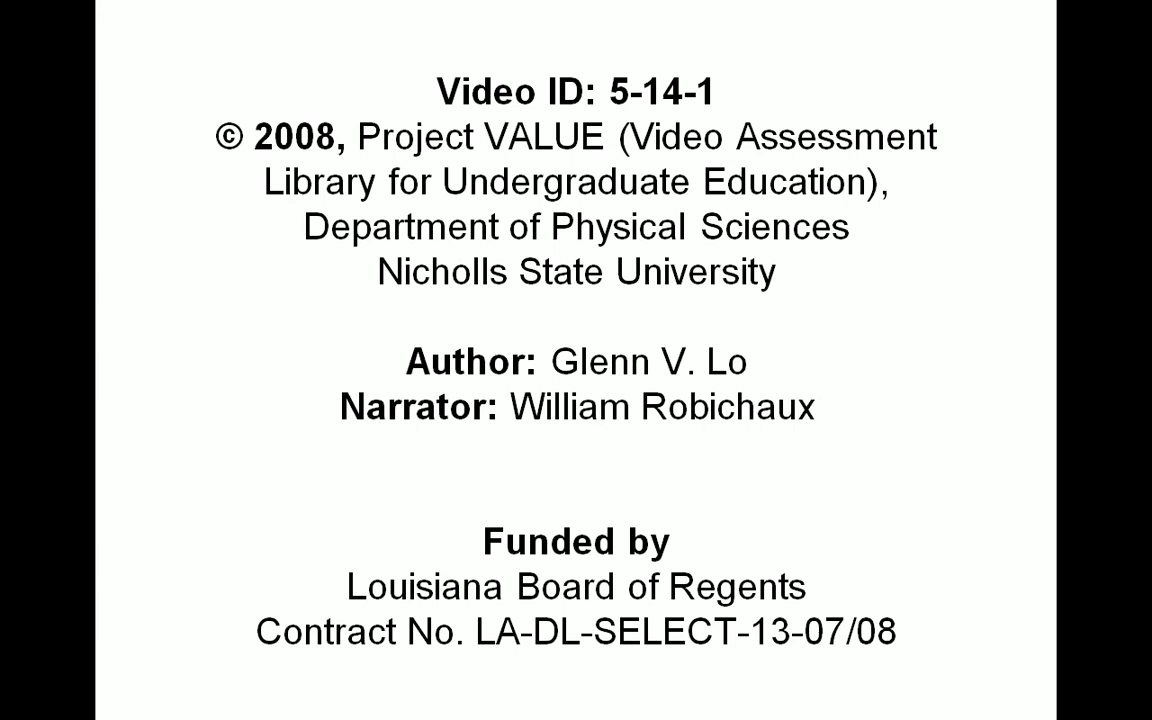 Video ID: 5-14-1
© 2008, Project VALUE (Video Assessment
Library for Undergraduate Education),
Department of Physical Sciences
Nicholls State University
Author: Glenn V. Lo
Narrator: William Robichaux
Funded by
Louisiana Board of Regents
Contract No. LA-DL-SELECT-13-07/08